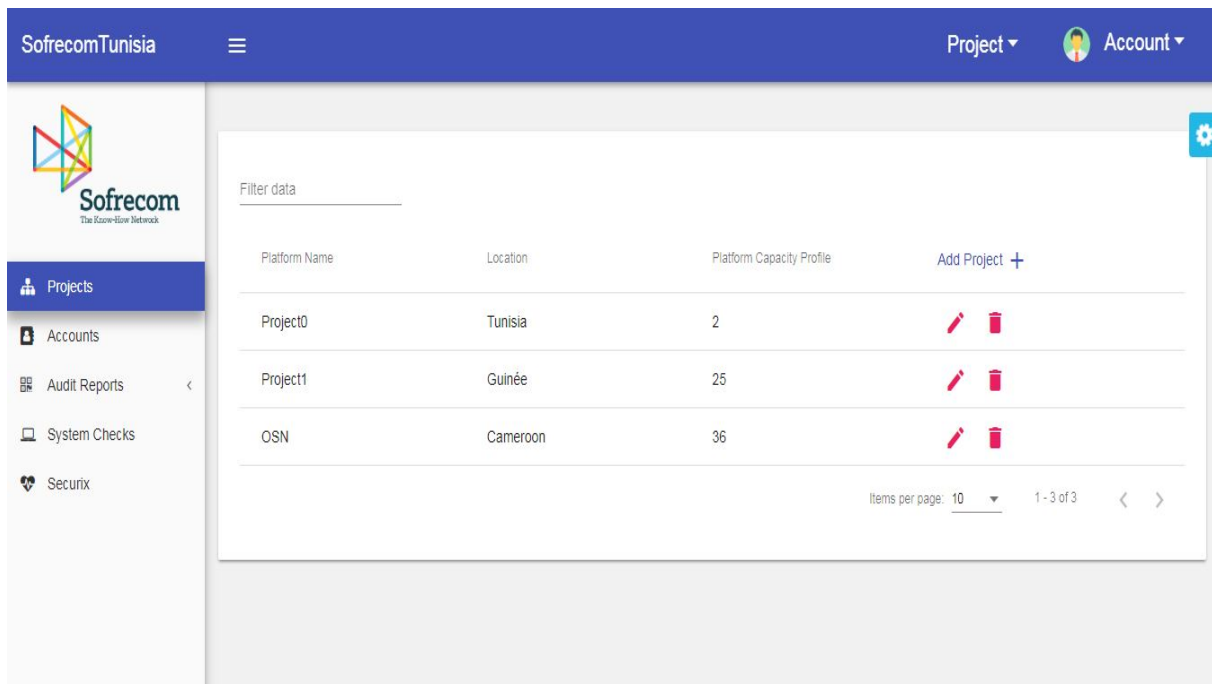 SofrecomTunisia
Project
Account
Sofrecom
The Know-How Network
Projects
Accounts
Audit Reports
System Checks
Securix
Filter data
Platform Name Location Platform Capacity Profile Add Project +
Project0 Tunisia 2
Project1 Guinée 25
OSN Cameroon 36
Items per page: 10 1 - 3 of 3